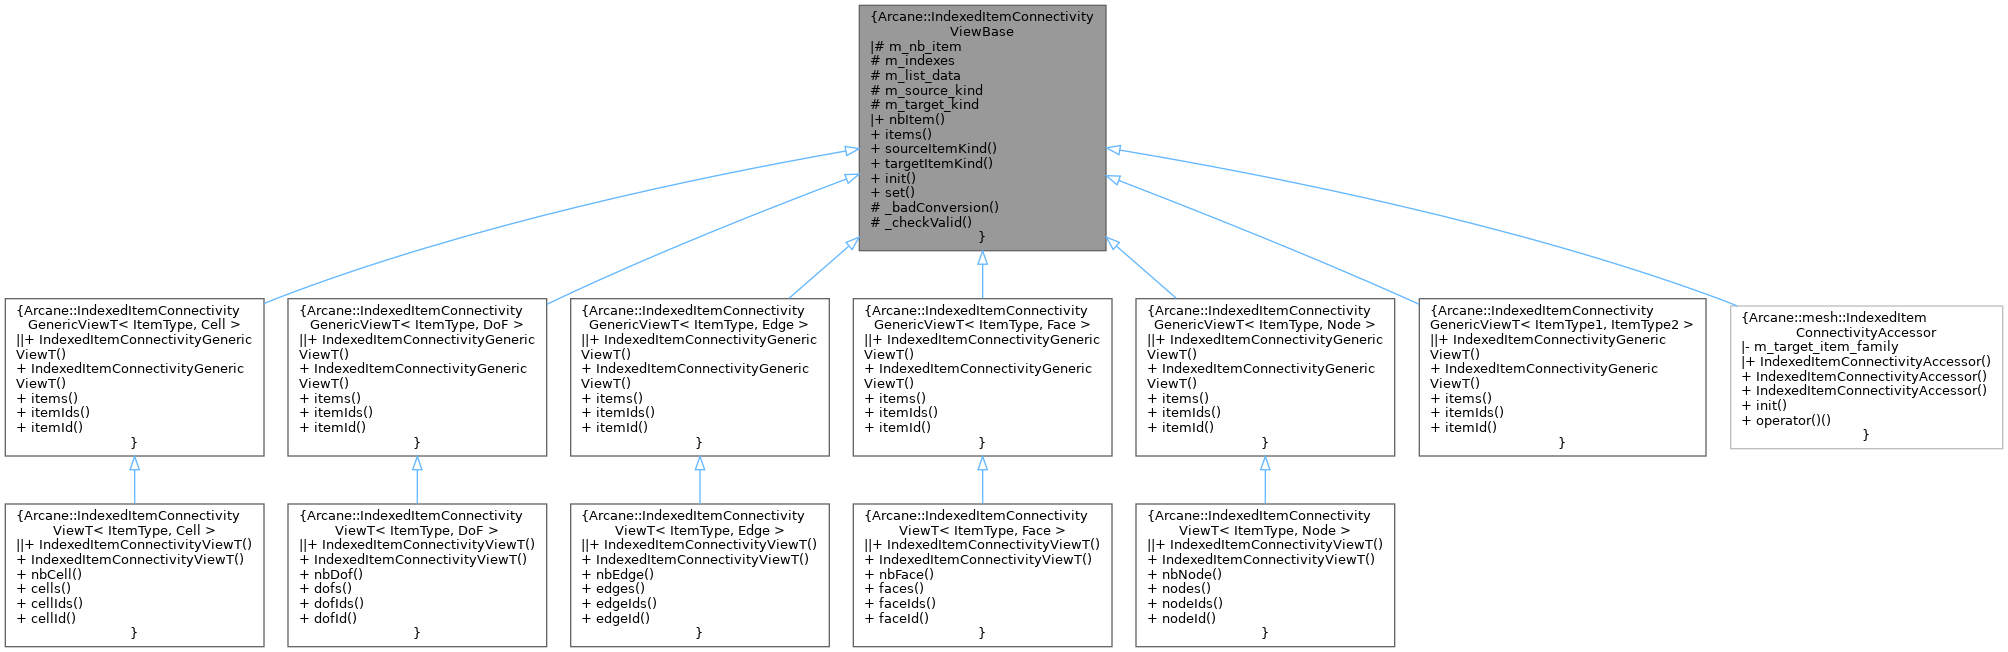 {Arcane::IndexedItemConnectivity
ViewBase
|# m_nb_item
# m_indexes
# m_list_data
# m_source_kind
# m_target_kind
|+ nbItem()
+ items()
+ sourceItemKind()
+ targetItemKind()
+ init()
+ set()
# _badConversion()
# _checkValid()
}
{Arcane::IndexedItemConnectivity
GenericViewT< ItemType, Cell >
||+ IndexedItemConnectivityGeneric
ViewT()
+ IndexedItemConnectivityGeneric
ViewT()
+ items()
+ itemIds()
+ itemId()
}
{Arcane::IndexedItemConnectivity
GenericViewT< ItemType, DoF >
||+ IndexedItemConnectivityGeneric
ViewT()
+ IndexedItemConnectivityGeneric
ViewT()
+ items()
+ itemIds()
+ itemId()
}
{Arcane::IndexedItemConnectivity
GenericViewT< ItemType, Edge >
||+ IndexedItemConnectivityGeneric
ViewT()
+ IndexedItemConnectivityGeneric
ViewT()
+ items()
+ itemIds()
+ itemId()
}
{Arcane::IndexedItemConnectivity
GenericViewT< ItemType, Face >
||+ IndexedItemConnectivityGeneric
ViewT()
+ IndexedItemConnectivityGeneric
ViewT()
+ items()
+ itemIds()
+ itemId()
}
{Arcane::IndexedItemConnectivity
GenericViewT< ItemType, Node >
||+ IndexedItemConnectivityGeneric
ViewT()
+ IndexedItemConnectivityGeneric
ViewT()
+ items()
+ itemIds()
+ itemId()
}
{Arcane::IndexedItemConnectivity
GenericViewT< ItemType1, ItemType2 >
||+ IndexedItemConnectivityGeneric
ViewT()
+ IndexedItemConnectivityGeneric
ViewT()
+ items()
+ itemIds()
+ itemId()
}
{Arcane::mesh::IndexedItem
ConnectivityAccessor
|- m_target_item_family
|+ IndexedItemConnectivityAccessor()
+ IndexedItemConnectivityAccessor()
+ IndexedItemConnectivityAccessor()
+ init()
+ operator()()
}
{Arcane::IndexedItemConnectivity
ViewT< ItemType, Cell >
||+ IndexedItemConnectivityViewT()
+ IndexedItemConnectivityViewT()
+ nbCell()
+ cells()
+ cellIds()
+ cellId()
}
{Arcane::IndexedItemConnectivity
ViewT< ItemType, DoF >
||+ IndexedItemConnectivityViewT()
+ IndexedItemConnectivityViewT()
+ nbDof()
+ dofs()
+ dofIds()
+ dofId()
}
{Arcane::IndexedItemConnectivity
ViewT< ItemType, Edge >
||+ IndexedItemConnectivityViewT()
+ IndexedItemConnectivityViewT()
+ nbEdge()
+ edges()
+ edgeIds()
+ edgeId()
}
{Arcane::IndexedItemConnectivity
ViewT< ItemType, Face >
||+ IndexedItemConnectivityViewT()
+ IndexedItemConnectivityViewT()
+ nbFace()
+ faces()
+ faceIds()
+ faceId()
}
{Arcane::IndexedItemConnectivity
ViewT< ItemType, Node >
||+ IndexedItemConnectivityViewT()
+ IndexedItemConnectivityViewT()
+ nbNode()
+ nodes()
+ nodeIds()
+ nodeId()
}